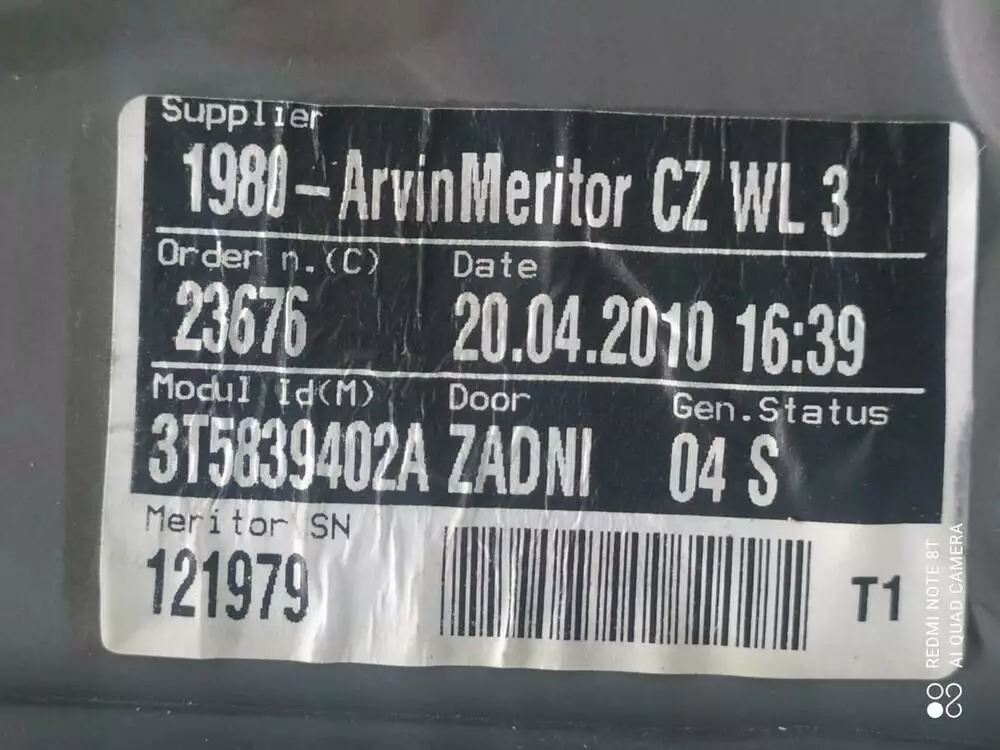 Supplier
1980-ArvinMeritor CZ WL 3
Order n.(C) Date
23676 20.04.2010 16:39
Modul Id(M) Door Gen.Status
3T5839402A ZADNI 04 S
Meritor SN
121979 T1
REDMI NOTE 8T
AI QUAD CAMERA